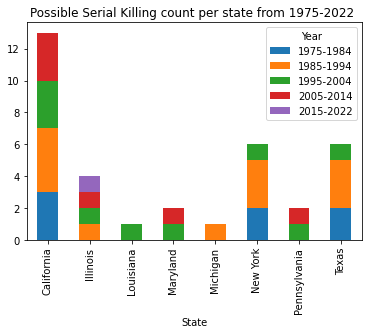 Possible Serial Killing count per state from 1975-2022
Year
1975-1984
1985-1994
1995-2004
2005-2014
2015-2022
12
10
8
6
4
2
0
California
Illinois
Louisiana
Maryland
Michigan
New York
Pennsylvania
Texas
State